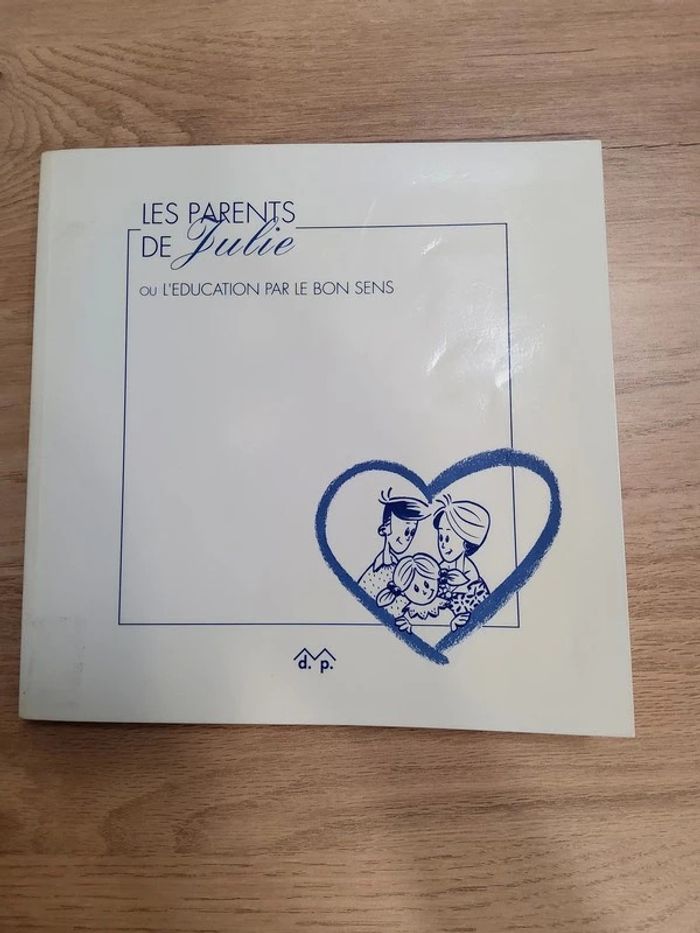 LES PARENTS
DE Julie
OU L'EDUCATION PAR LE BON SENS
d. p.